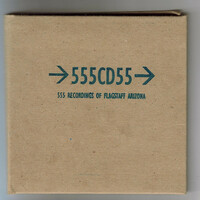 →555CD55→
555 RECORDINGS OF FLAGSTAFF ARIZONA